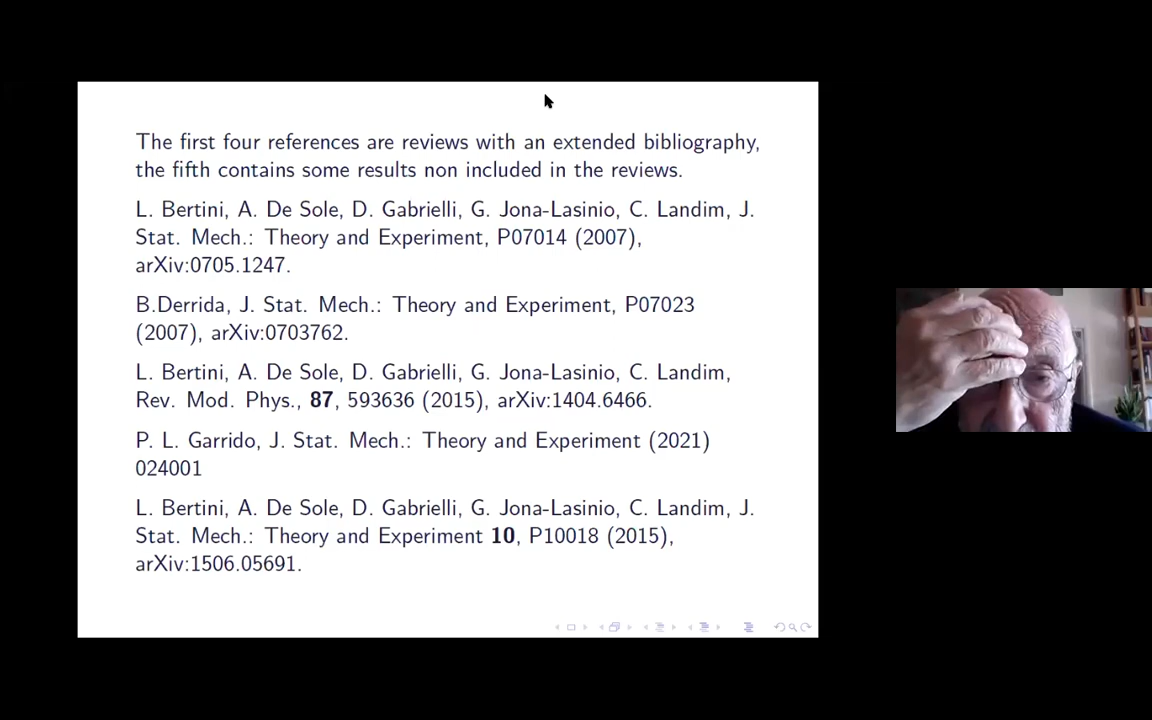 The first four references are reviews with an extended bibliography,
the fifth contains some results non included in the reviews.
L. Bertini, A. De Sole, D. Gabrielli, G. Jona-Lasinio, C. Landim, J.
Stat. Mech.: Theory and Experiment, P07014 (2007),
arXiv:0705.1247.
B.Derrida, J. Stat. Mech.: Theory and Experiment, P07023
(2007), arXiv:0703762.
L. Bertini, A. De Sole, D. Gabrielli, G. Jona-Lasinio, C. Landim,
Rev. Mod. Phys., 87, 593636 (2015), arXiv:1404.6466.
P. L. Garrido, J. Stat. Mech.: Theory and Experiment (2021)
024001
L. Bertini, A. De Sole, D. Gabrielli, G. Jona-Lasinio, C. Landim, J.
Stat. Mech.: Theory and Experiment 10, P10018 (2015),
arXiv:1506.05691.